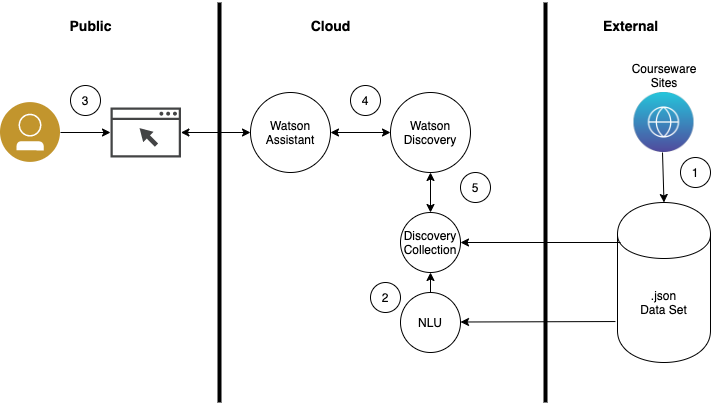 Public
Cloud
External
Courseware
Sites
3
4
Watson
Assistant
Watson
Discovery
1
5
Discovery
Collection
2
.json
Data Set
NLU